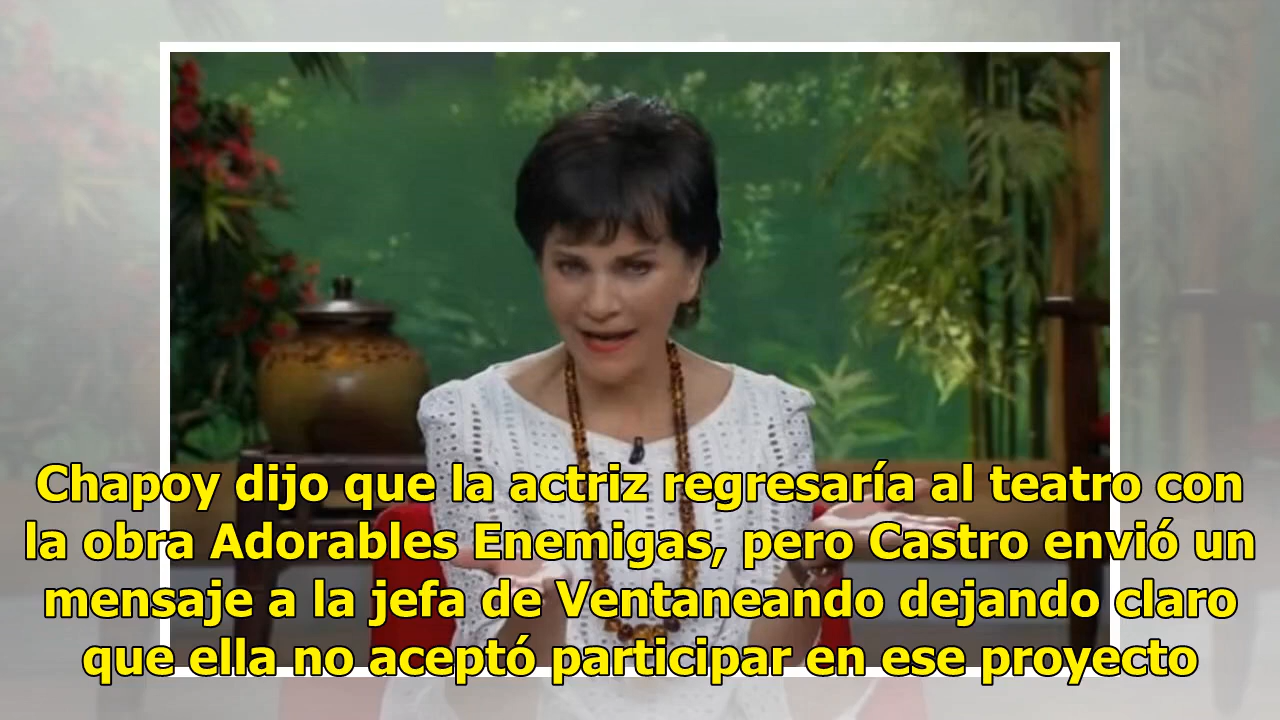 Chapoy dijo que la actriz regresaría al teatro con
la obra Adorables Enemigas, pero Castro envió un
mensaje a la jefa de Ventaneando dejando claro
que ella no aceptó participar en ese proyecto